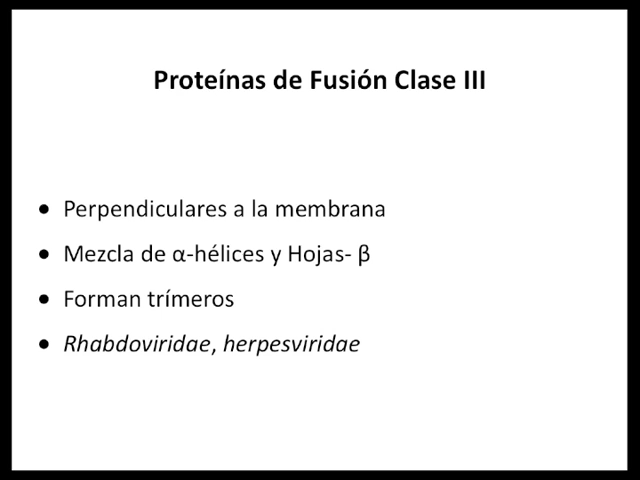 Proteínas de Fusión Clase III
• Perpendiculares a la membrana
• Mezcla de α-hélices y Hojas- β
• Forman trímeros
• Rhabdoviridae, herpesviridae